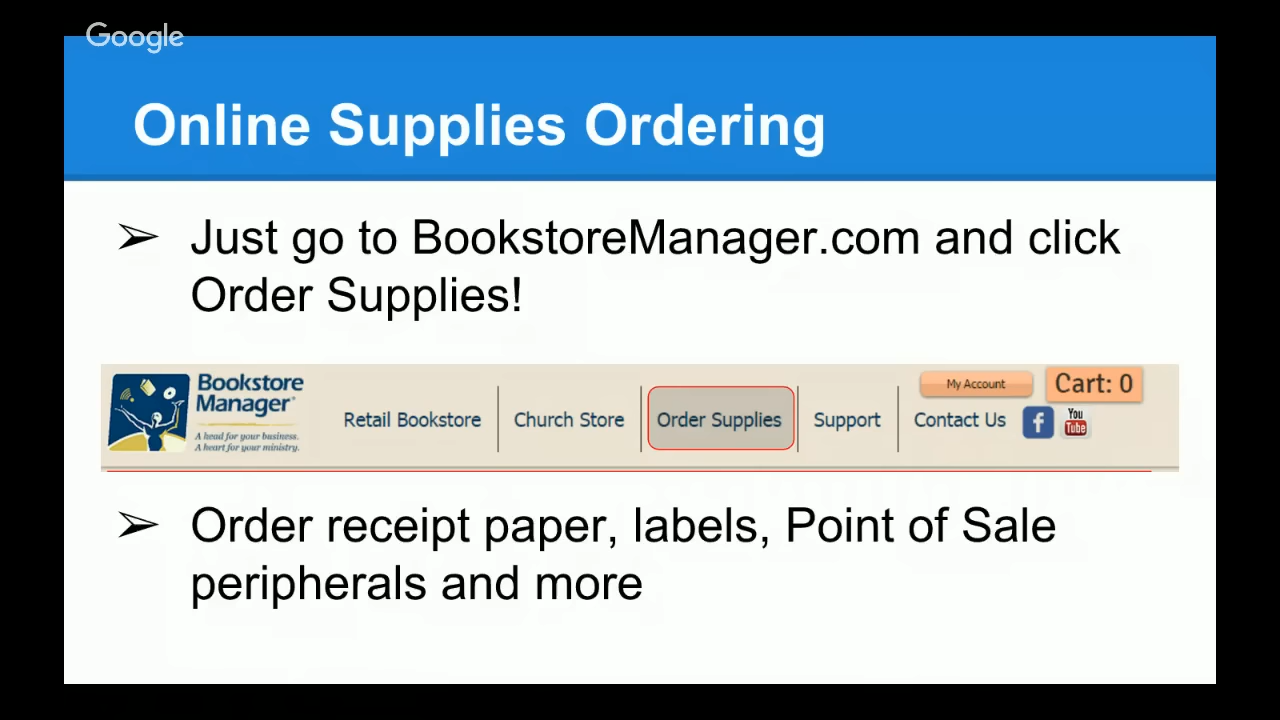 Google
Online Supplies Ordering
➢ Just go to BookstoreManager.com and click
Order Supplies!
Bookstore
Manager
A head for your business.
A heart for your ministry.
Retail Bookstore
Church Store
Order Supplies
Support
Contact Us
My Account
Cart: 0
f
You
Tube
➢ Order receipt paper, labels, Point of Sale
peripherals and more